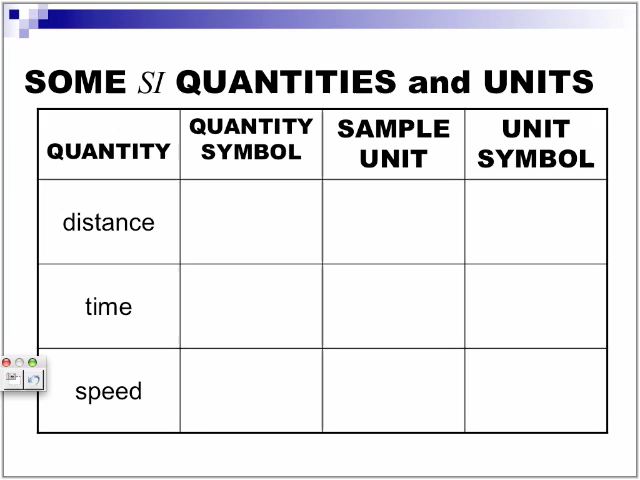 SOME SI QUANTITIES and UNITS
QUANTITY
QUANTITY
SYMBOL
SAMPLE
UNIT
UNIT
SYMBOL
distance
time
speed